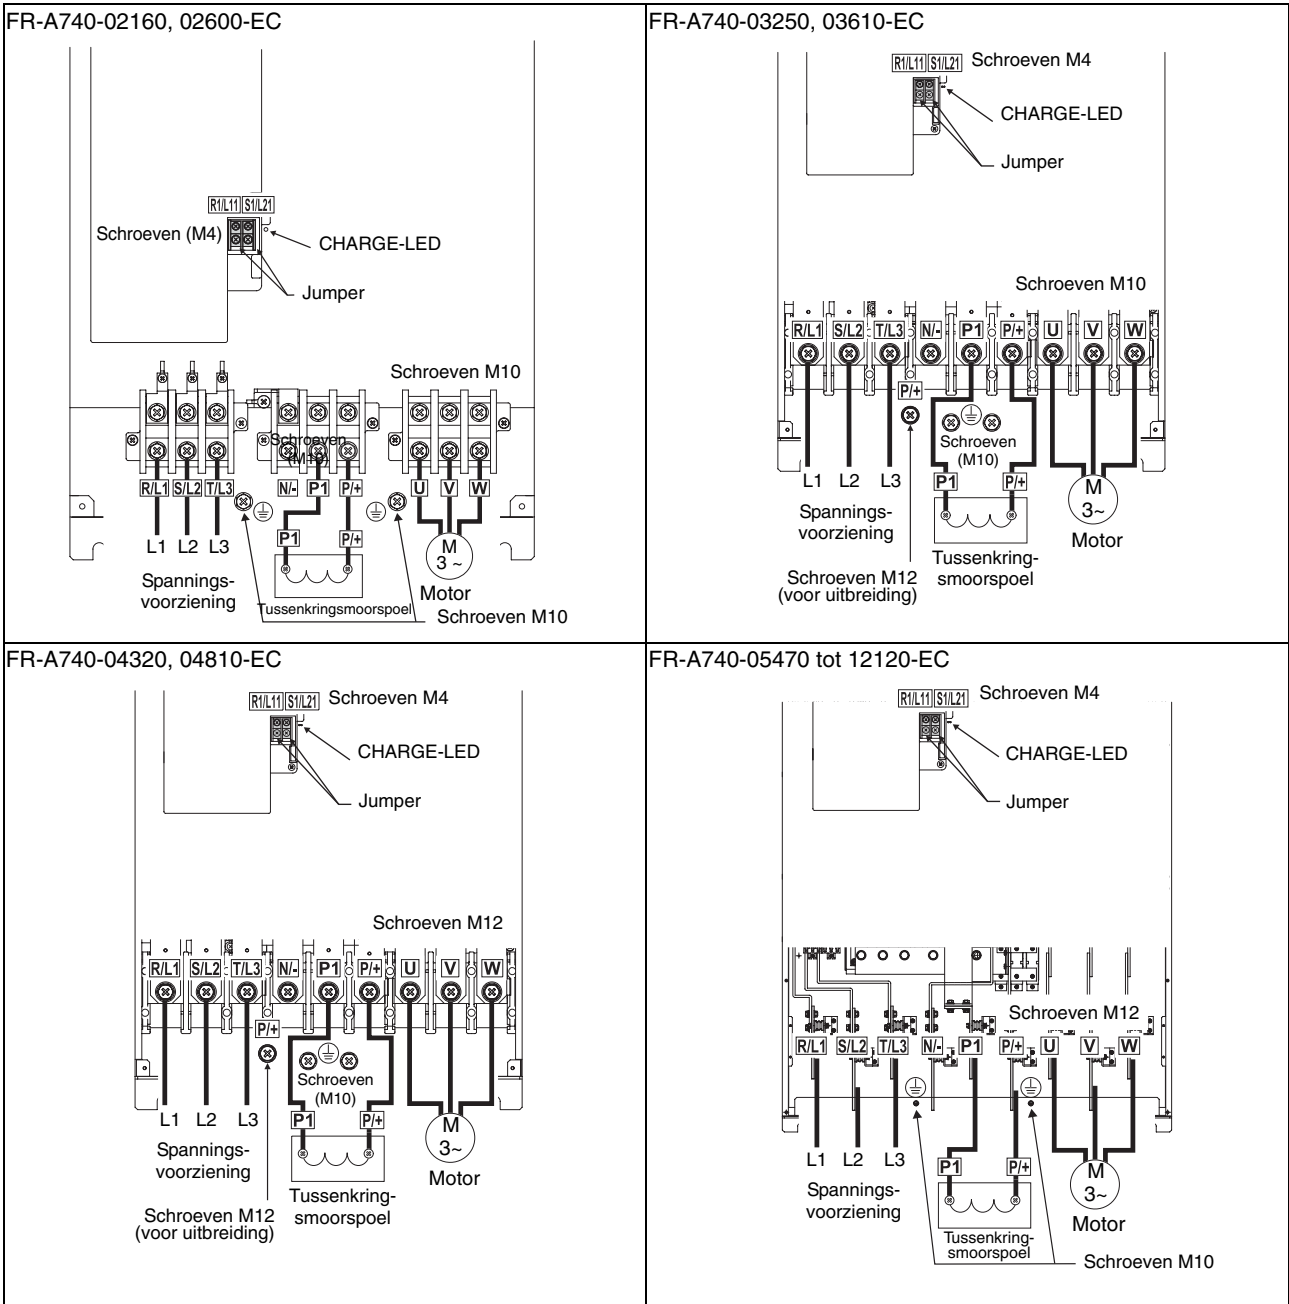 FR-A740-02160, 02600-EC
R1/L11 S1/L21
Schroeven (M4)
CHARGE-LED
Jumper
Schroeven M10
Schroeven
(M10)
R/L1 S/L2 T/L3 N/- P1 P/+ U V W
L1 L2 L3
P1 P/+
M
3 ~
Spannings-
voorziening
Tussenkringsmoorspoel
Motor
Schroeven M10
FR-A740-03250, 03610-EC
R1/L11 S1/L21 Schroeven M4
CHARGE-LED
Jumper
Schroeven M10
R/L1 S/L2 T/L3 N/- P1 P/+ U V W
P/+
Schroeven
(M10)
L1 L2 L3
P1 P/+
M
3~
Spannings-
voorziening
Motor
Tussenkring-
smoorspoel
Schroeven M12
(voor uitbreiding)
FR-A740-04320, 04810-EC
R1/L11 S1/L21 Schroeven M4
CHARGE-LED
Jumper
Schroeven M12
R/L1 S/L2 T/L3 N/- P1 P/+ U V W
P/+
Schroeven
(M10)
L1 L2 L3
P1 P/+
M
3~
Spannings-
voorziening
Motor
Tussenkring-
smoorspoel
Schroeven M12
(voor uitbreiding)
FR-A740-05470 tot 12120-EC
R1/L11 S1/L21 Schroeven M4
CHARGE-LED
Jumper
Schroeven M12
R/L1 S/L2 T/L3 N/- P1 P/+ U V W
L1 L2 L3
P1 P/+
M
3~
Spannings-
voorziening
Motor
Tussenkring-
smoorspoel
Schroeven M10